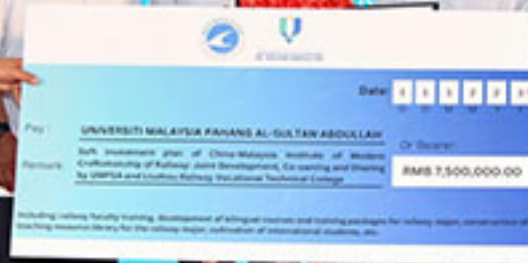 Date:
Pay: UNIVERSITI MALAYSIA PAHANG AL-SULTAN ABDULLAH
Or Bearer:
Remark: Soft investment plan of China-Malaysia Institute of Modern
Craftsmanship of Railway Joint Development, Co-owning and Sharing
by UMPSA and Liuzhou Railway Vocational Technical College
RMB 7,500,000.00
Including railway faculty training, development of bilingual courses and training packages for railway major, construction of
teaching resource library for the railway major, cultivation of international students, etc.